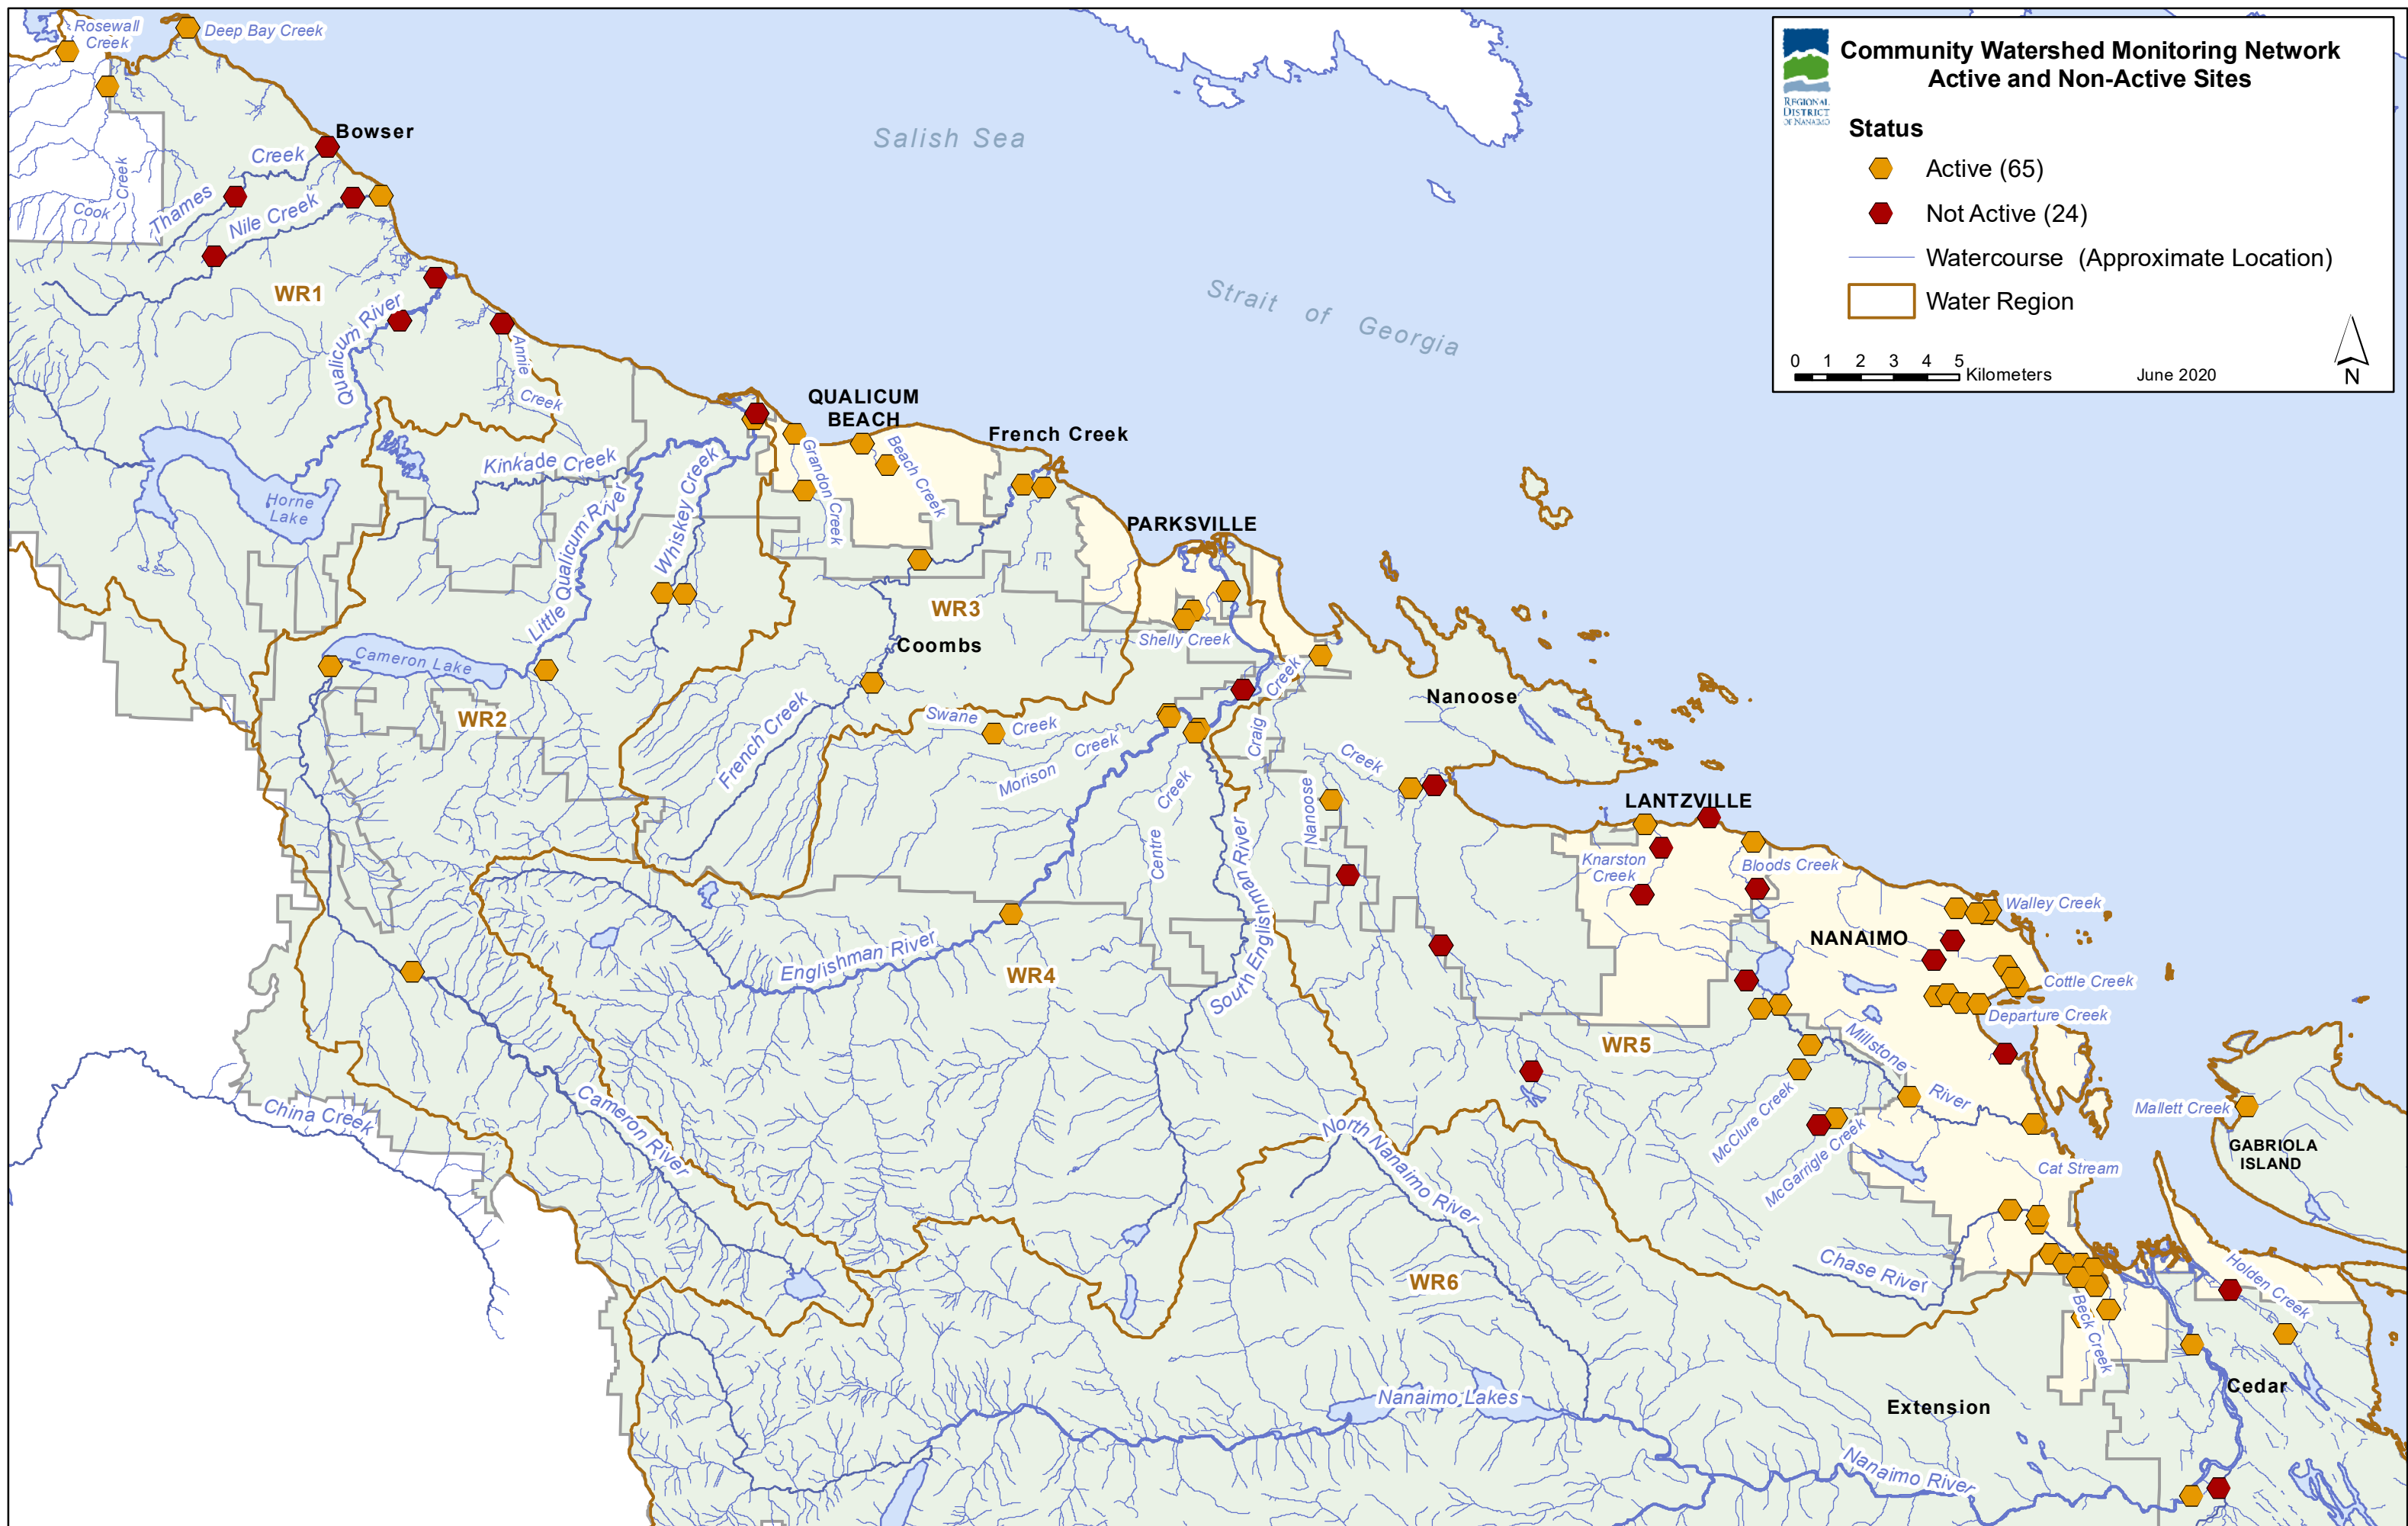 Community Watershed Monitoring Network
Active and Non-Active Sites
REGIONAL
DISTRICT
OF NANAIMO
Status
Active (65)
Not Active (24)
Watercourse (Approximate Location)
Water Region
0 1 2 3 4 5
Kilometers
June 2020
N
Rosewall
Creek
Deep Bay Creek
Bowser
Thames Creek
Cook Creek
Nile Creek
WR1
Qualicum River
Annie Creek
Salish Sea
Strait of Georgia
QUALICUM
BEACH
French Creek
Grandon Creek
Beach Creek
Kinkade Creek
Whiskey Creek
Little Qualicum River
Horne
Lake
PARKSVILLE
WR3
Coombs
Shelly Creek
Cameron Lake
WR2
French Creek
Swane Creek
Morison Creek
Centre Creek
Craig Creek
Nanoose
Nanoose Creek
LANTZVILLE
Knarston
Creek
Bloods Creek
Walley Creek
NANAIMO
Cottle Creek
Departure Creek
Englishman River
South Englishman River
WR4
WR5
Millstone River
McClure Creek
McGarrigle Creek
Mallett Creek
GABRIOLA
ISLAND
Cat Stream
China Creek
Cameron River
North Nanaimo River
WR6
Chase River
Holden Creek
Beck Creek
Cedar
Extension
Nanaimo Lakes
Nanaimo River